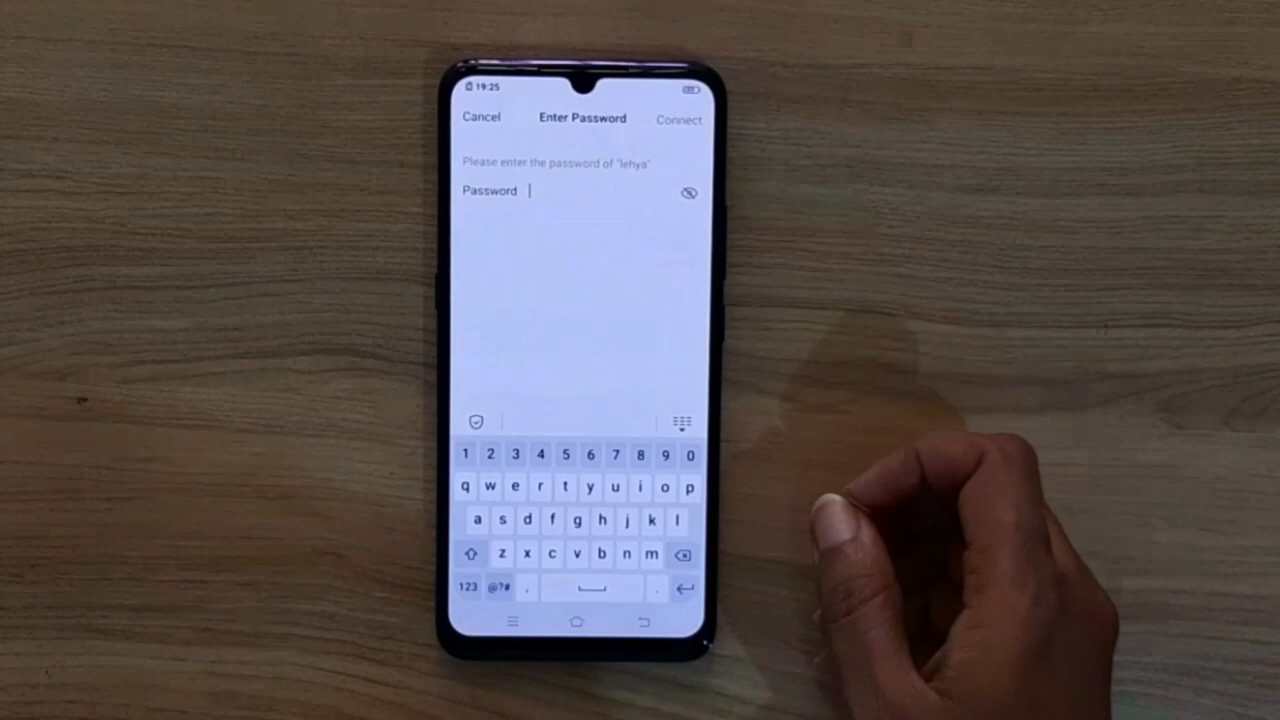 19:25
Cancel Enter Password Connect
Please enter the password of "lehya"
Password
1 2 3 4 5 6 7 8 9 0
q w e r t y u i o p
a s d f g h j k l
z x c v b n m
123 @?# , .